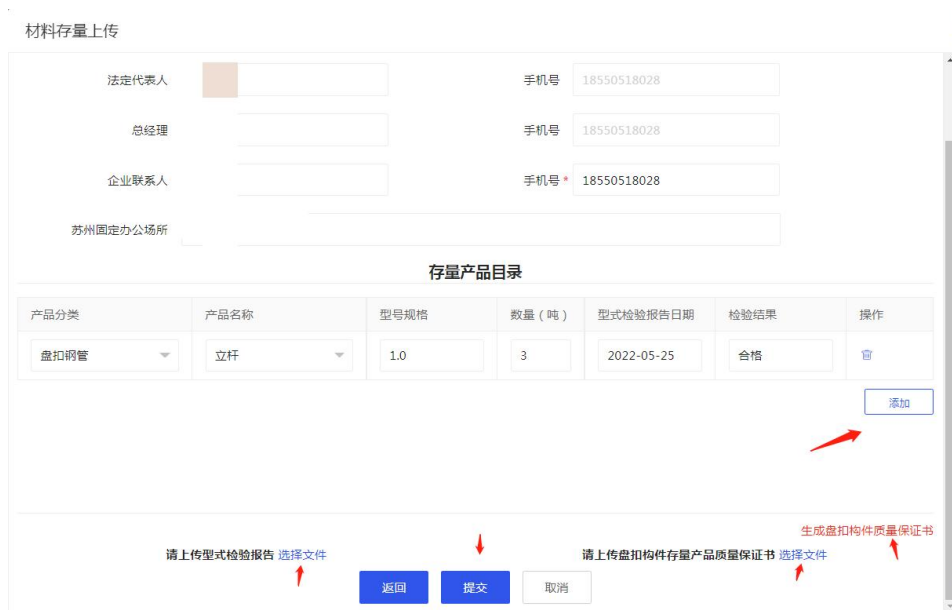 材料存量上传
法定代表人 手机号 18550518028
总经理 手机号 18550518028
企业联系人 手机号 * 18550518028
苏州固定办公场所
存量产品目录
产品分类 产品名称 型号规格 数量（吨） 型式检验报告日期 检验结果 操作
盘扣钢管 立杆 1.0 3 2022-05-25 合格
添加
生成盘扣构件质量保证书
请上传型式检验报告 选择文件 请上传盘扣构件存量产品质量保证书 选择文件
返回 提交 取消